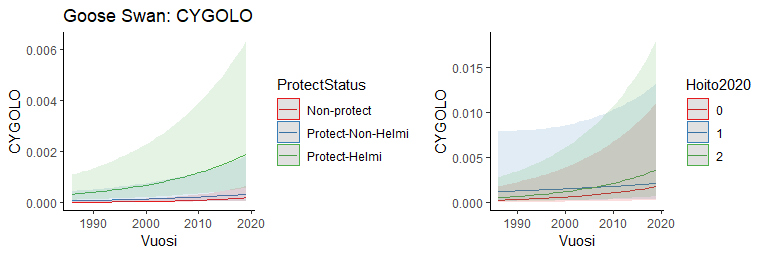 Goose Swan: CYGOLO
CYGOLO
0.006
0.004
0.002
0.000
1990 2000 2010 2020
Vuosi
ProtectStatus
Non-protect
Protect-Non-Helmi
Protect-Helmi
CYGOLO
0.015
0.010
0.005
0.000
1990 2000 2010 2020
Vuosi
Hoito2020
0
1
2